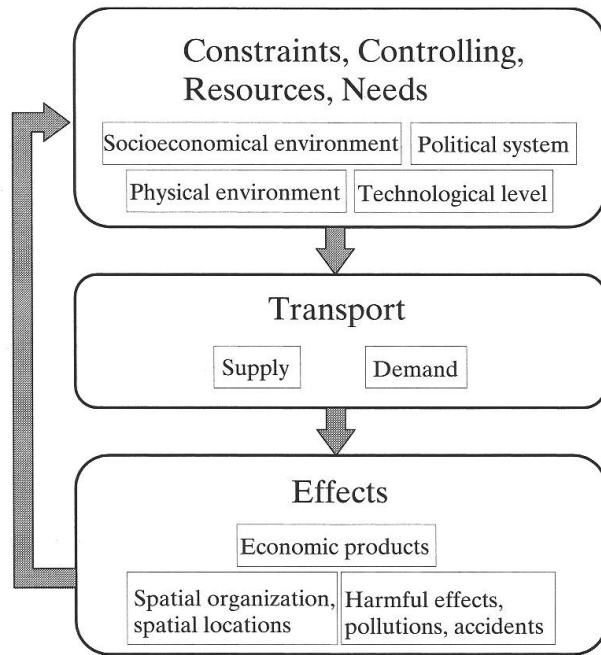 Constraints, Controlling,
Resources, Needs
Socioeconomical environment
Political system
Physical environment
Technological level
Transport
Supply
Demand
Effects
Economic products
Spatial organization,
spatial locations
Harmful effects,
pollutions, accidents